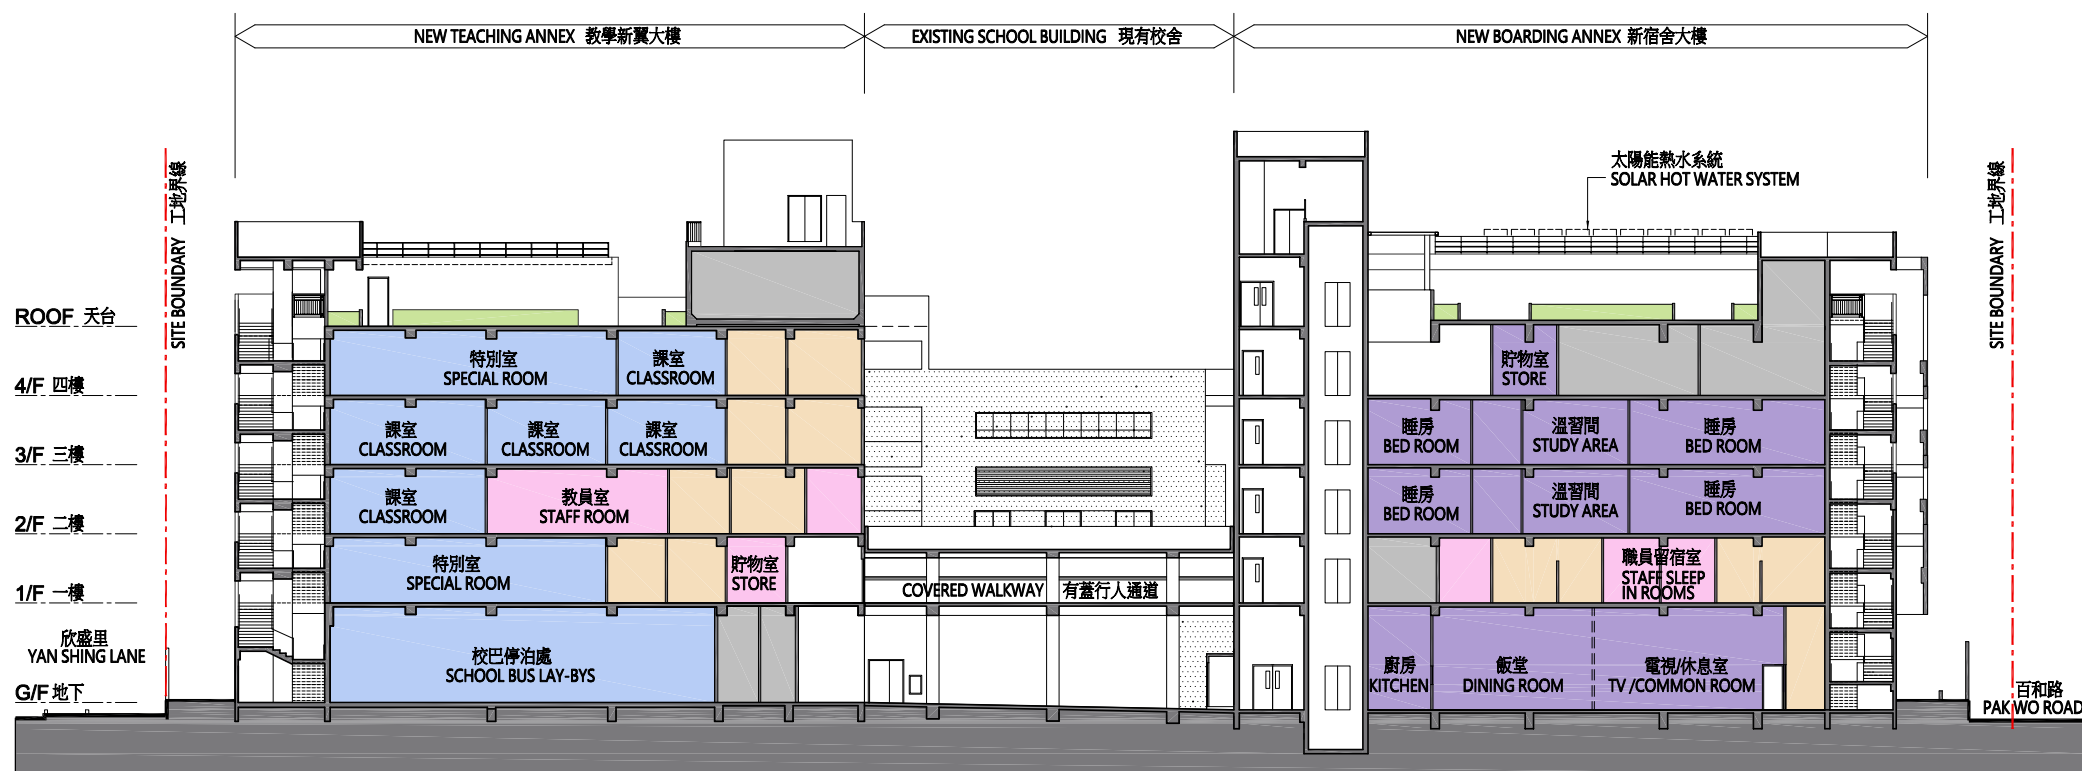 NEW TEACHING ANNEX 教學新翼大樓
EXISTING SCHOOL BUILDING 現有校舍
NEW BOARDING ANNEX 新宿舍大樓
SITE BOUNDARY 工地界線
太陽能熱水系統
SOLAR HOT WATER SYSTEM
SITE BOUNDARY 工地界線
ROOF 天台
4/F 四樓
3/F 三樓
2/F 二樓
1/F 一樓
欣盛里
YAN SHING LANE
G/F 地下
特別室
SPECIAL ROOM
課室
CLASSROOM
貯物室
STORE
課室
CLASSROOM
課室
CLASSROOM
課室
CLASSROOM
睡房
BED ROOM
溫習間
STUDY AREA
睡房
BED ROOM
課室
CLASSROOM
教員室
STAFF ROOM
睡房
BED ROOM
溫習間
STUDY AREA
睡房
BED ROOM
特別室
SPECIAL ROOM
貯物室
STORE
COVERED WALKWAY 有蓋行人通道
職員留宿室
STAFF SLEEP
IN ROOMS
校巴停泊處
SCHOOL BUS LAY-BYS
廚房
KITCHEN
飯堂
DINING ROOM
電視/休息室
TV /COMMON ROOM
百和路
PAK WO ROAD